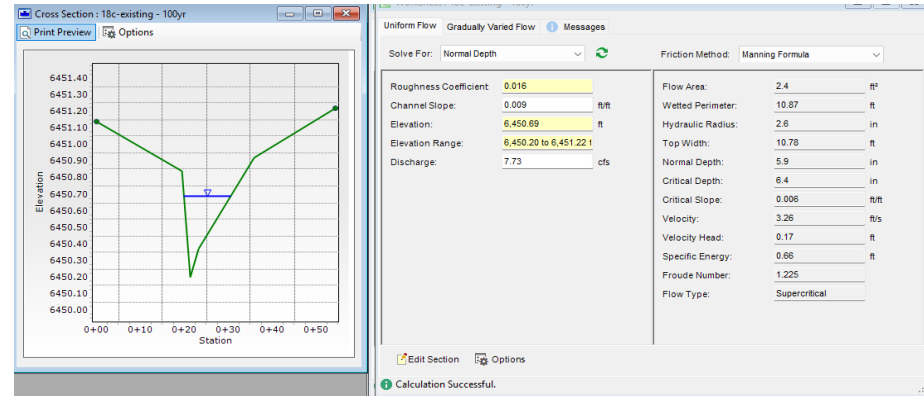 Cross Section : 18c-existing - 100yr
Print Preview Options
6451.40
6451.30
6451.20
6451.10
6451.00
6450.90
6450.80
6450.70
6450.60
6450.50
6450.40
6450.30
6450.20
6450.10
6450.00
Elevation
0+00 0+10 0+20 0+30 0+40 0+50
Station
Uniform Flow Gradually Varied Flow Messages
Solve For: Normal Depth Friction Method: Manning Formula
Roughness Coefficient: 0.016
Channel Slope: 0.009 ft/ft
Elevation: 6,450.69 ft
Elevation Range: 6,450.20 to 6,451.22 f
Discharge: 7.73 cfs
Flow Area: 2.4 ft²
Wetted Perimeter: 10.87 ft
Hydraulic Radius: 2.6 in
Top Width: 10.78 ft
Normal Depth: 5.9 in
Critical Depth: 6.4 in
Critical Slope: 0.006 ft/ft
Velocity: 3.26 ft/s
Velocity Head: 0.17 ft
Specific Energy: 0.66 ft
Froude Number: 1.225
Flow Type: Supercritical
Edit Section Options
Calculation Successful.